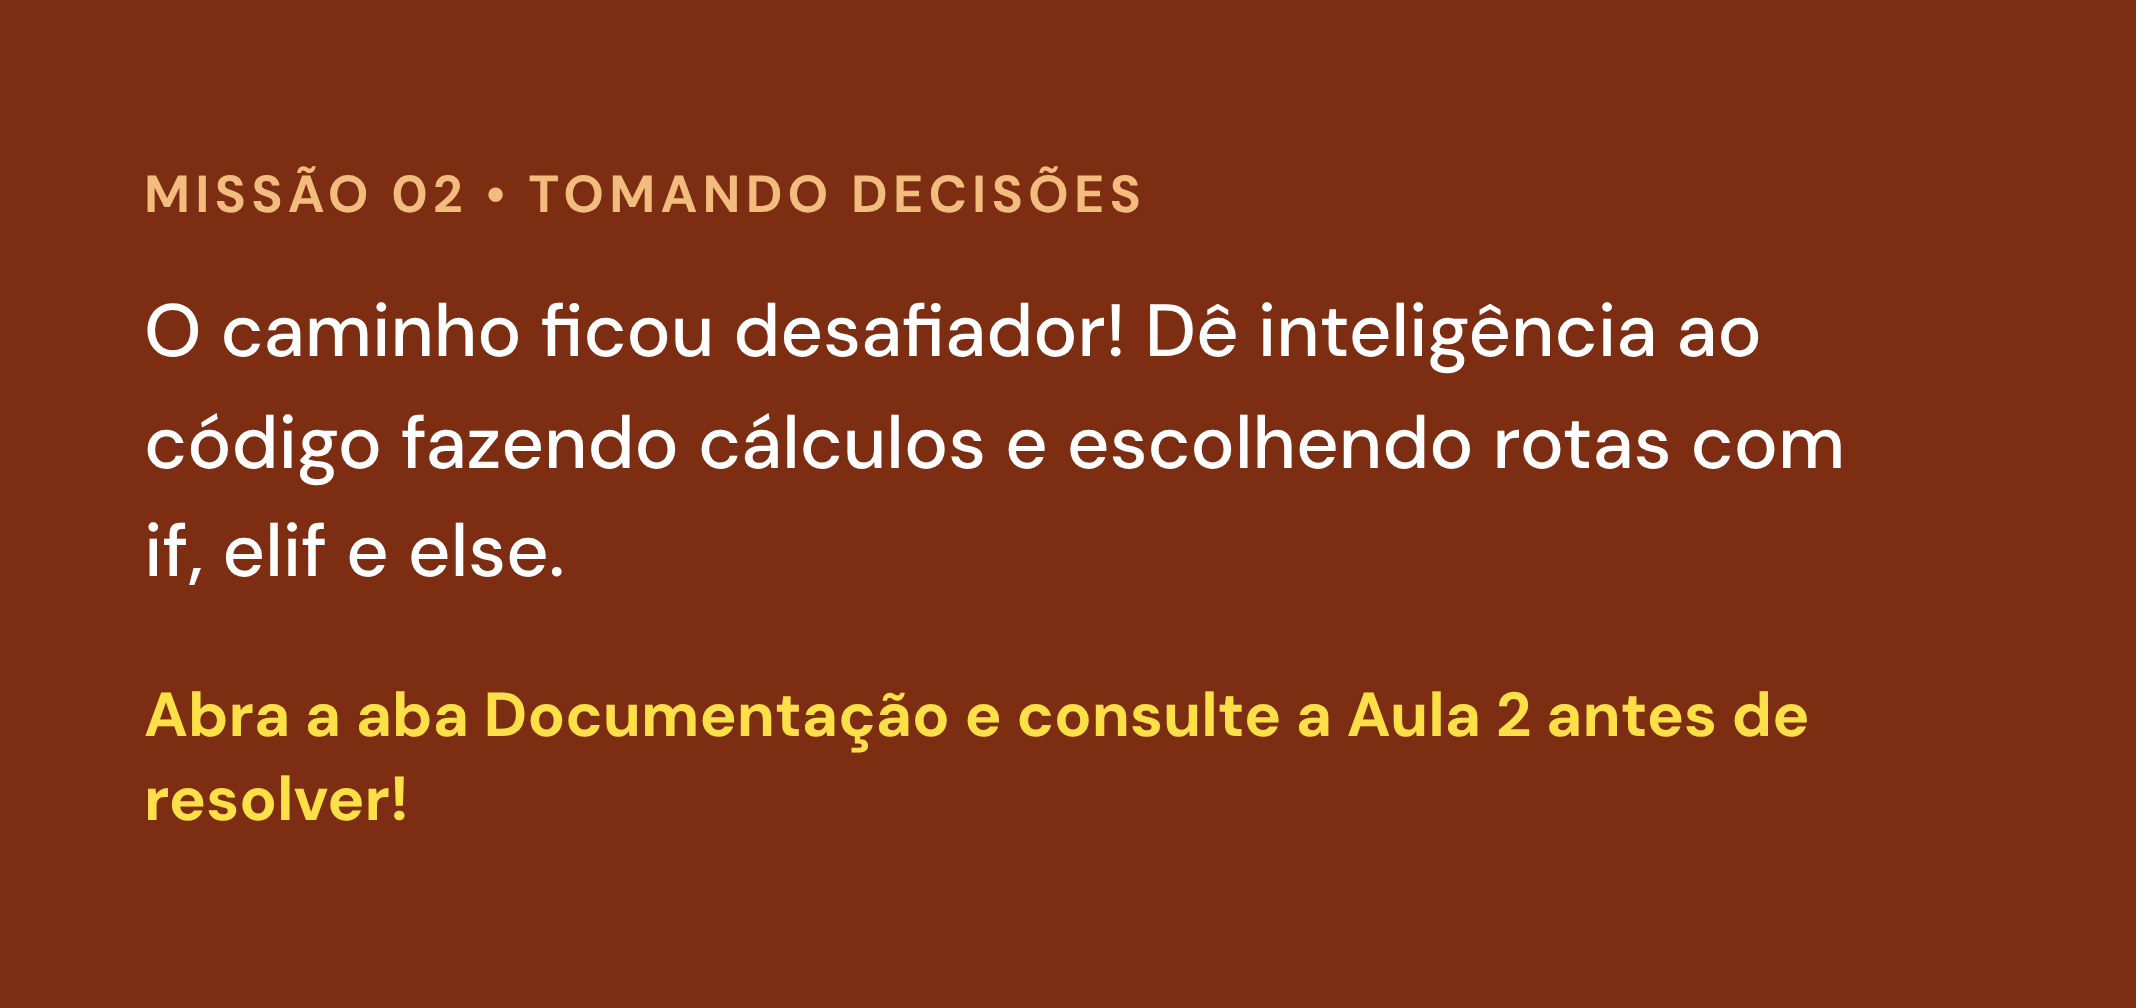 MISSÃO 02 • TOMANDO DECISÕES
O caminho ficou desafiador! Dê inteligência ao
código fazendo cálculos e escolhendo rotas com
if, elif e else.
Abra a aba Documentação e consulte a Aula 2 antes de
resolver!